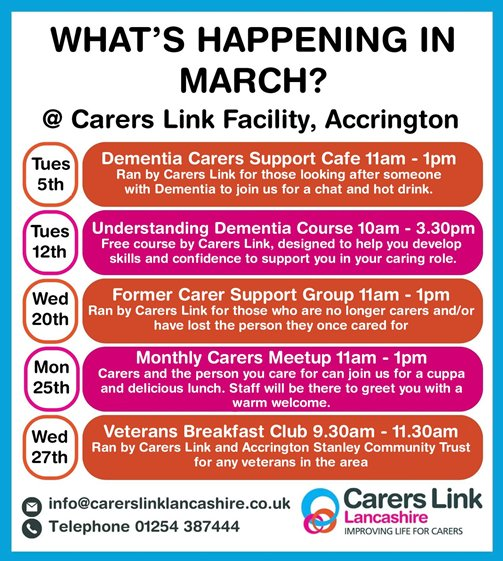 WHAT'S HAPPENING IN
MARCH?
@ Carers Link Facility, Accrington
Tues
5th
Dementia Carers Support Cafe 11am - 1pm
Ran by Carers Link for those looking after someone
with Dementia to join us for a chat and hot drink.
Tues
12th
Understanding Dementia Course 10am - 3.30pm
Free course by Carers Link, designed to help you develop
skills and confidence to support you in your caring role.
Wed
20th
Former Carer Support Group 11am - 1pm
Ran by Carers Link for those who are no longer carers and/or
have lost the person they once cared for
Mon
25th
Monthly Carers Meetup 11am - 1pm
Carers and the person you care for can join us for a cuppa
and delicious lunch. Staff will be there to greet you with a
warm welcome.
Wed
27th
Veterans Breakfast Club 9.30am - 11.30am
Ran by Carers Link and Accrington Stanley Community Trust
for any veterans in the area
info@carerslinklancashire.co.uk
Telephone 01254 387444
Carers Link
Lancashire
IMPROVING LIFE FOR CARERS